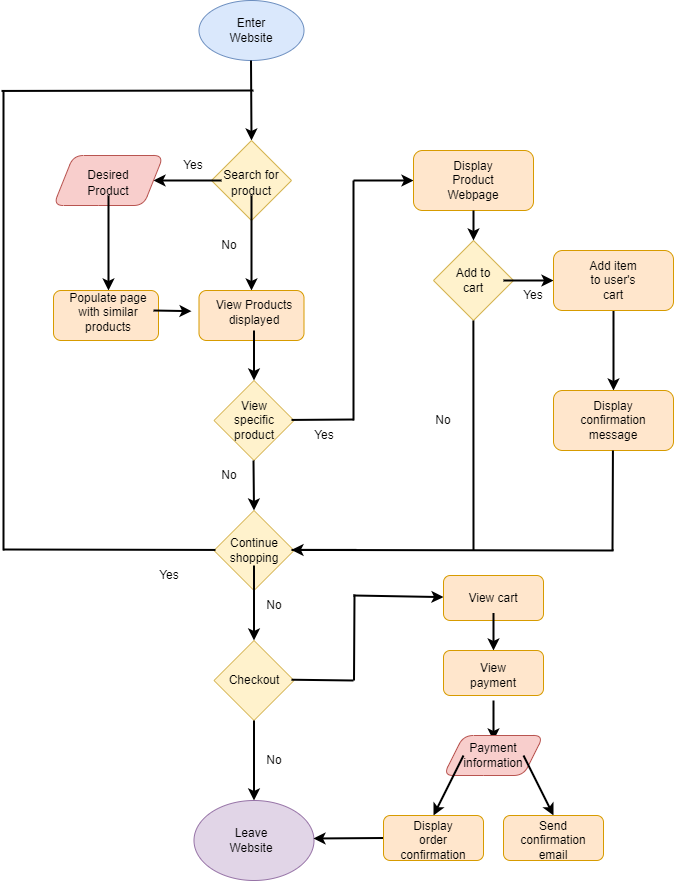 Enter
Website
Yes
Desired
Product
Search for
product
Display
Product
Webpage
No
Add to
cart
Yes
Add item
to user's
cart
Populate page
with similar
products
View Products
displayed
View
specific
product
Yes
No
Display
confirmation
message
No
Continue
shopping
Yes
No
View cart
Checkout
View
payment
No
Payment
information
Leave
Website
Display
order
confirmation
Send
confirmation
email